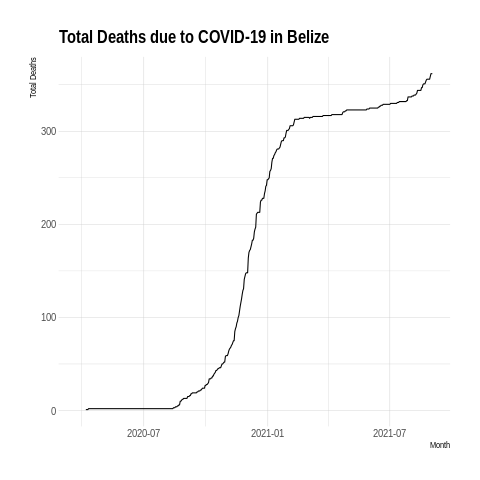 Total Deaths due to COVID-19 in Belize
Total Deaths
300
200
100
0
2020-07
2021-01
2021-07
Month